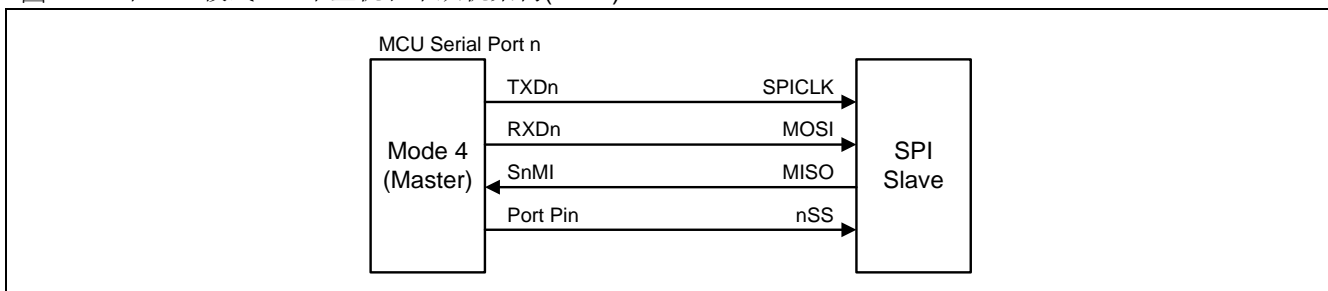 MCU Serial Port n
TXDn SPICLK
RXDn MOSI
Mode 4
(Master)
SPI
Slave
SnMI MISO
Port Pin nSS